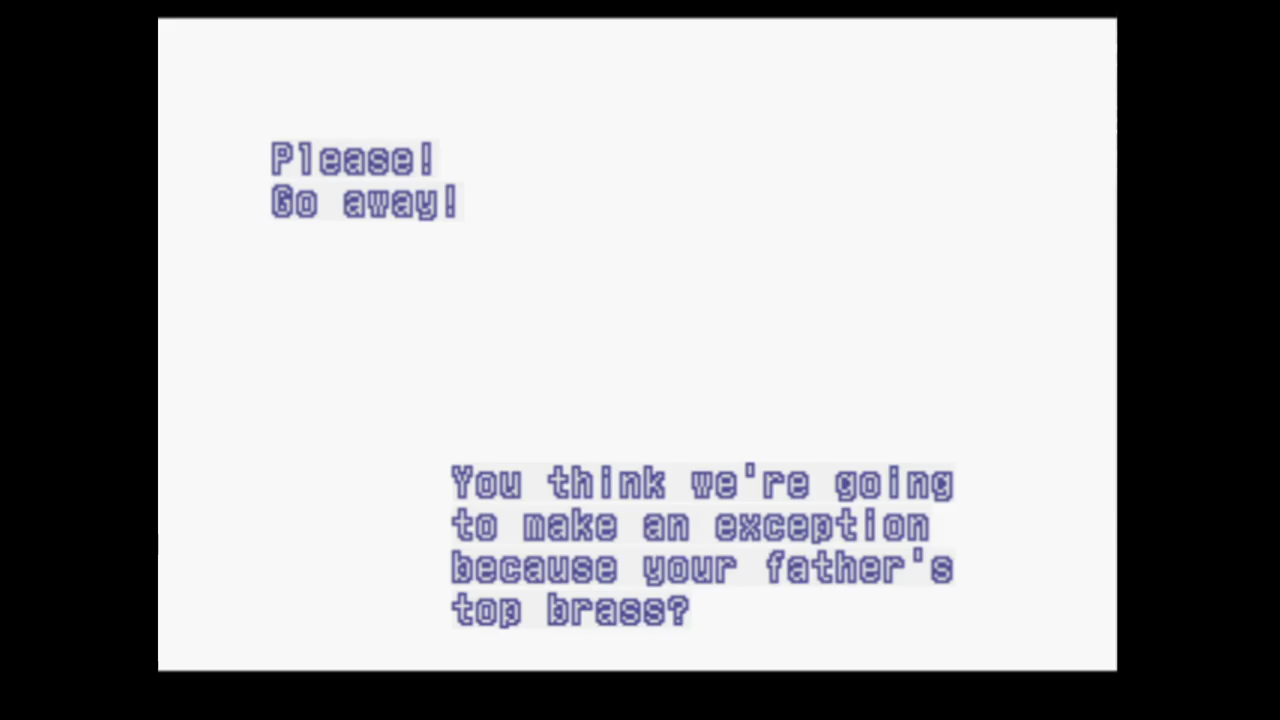 Please!
Go away!
You think we're going
to make an exception
because your father's
top brass?